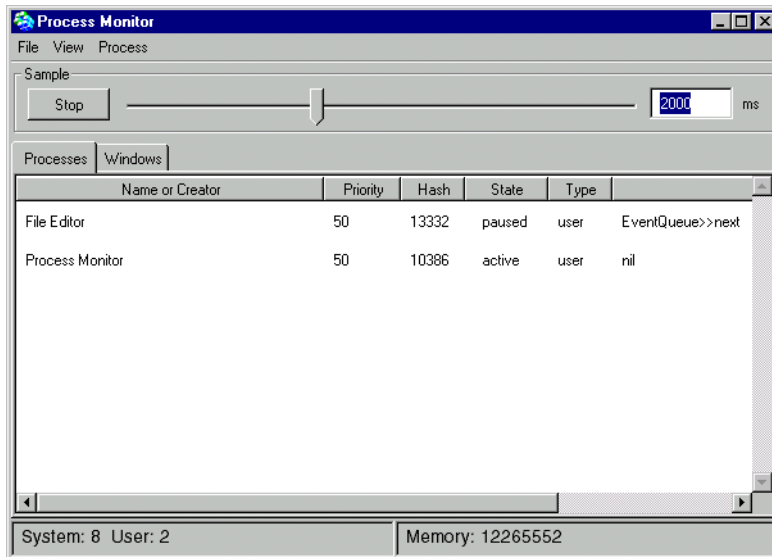 Process Monitor
File View Process
Sample
Stop 2000 ms
Processes Windows
Name or Creator Priority Hash State Type
File Editor 50 13332 paused user EventQueue>>next
Process Monitor 50 10386 active user nil
System: 8 User: 2 Memory: 12265552